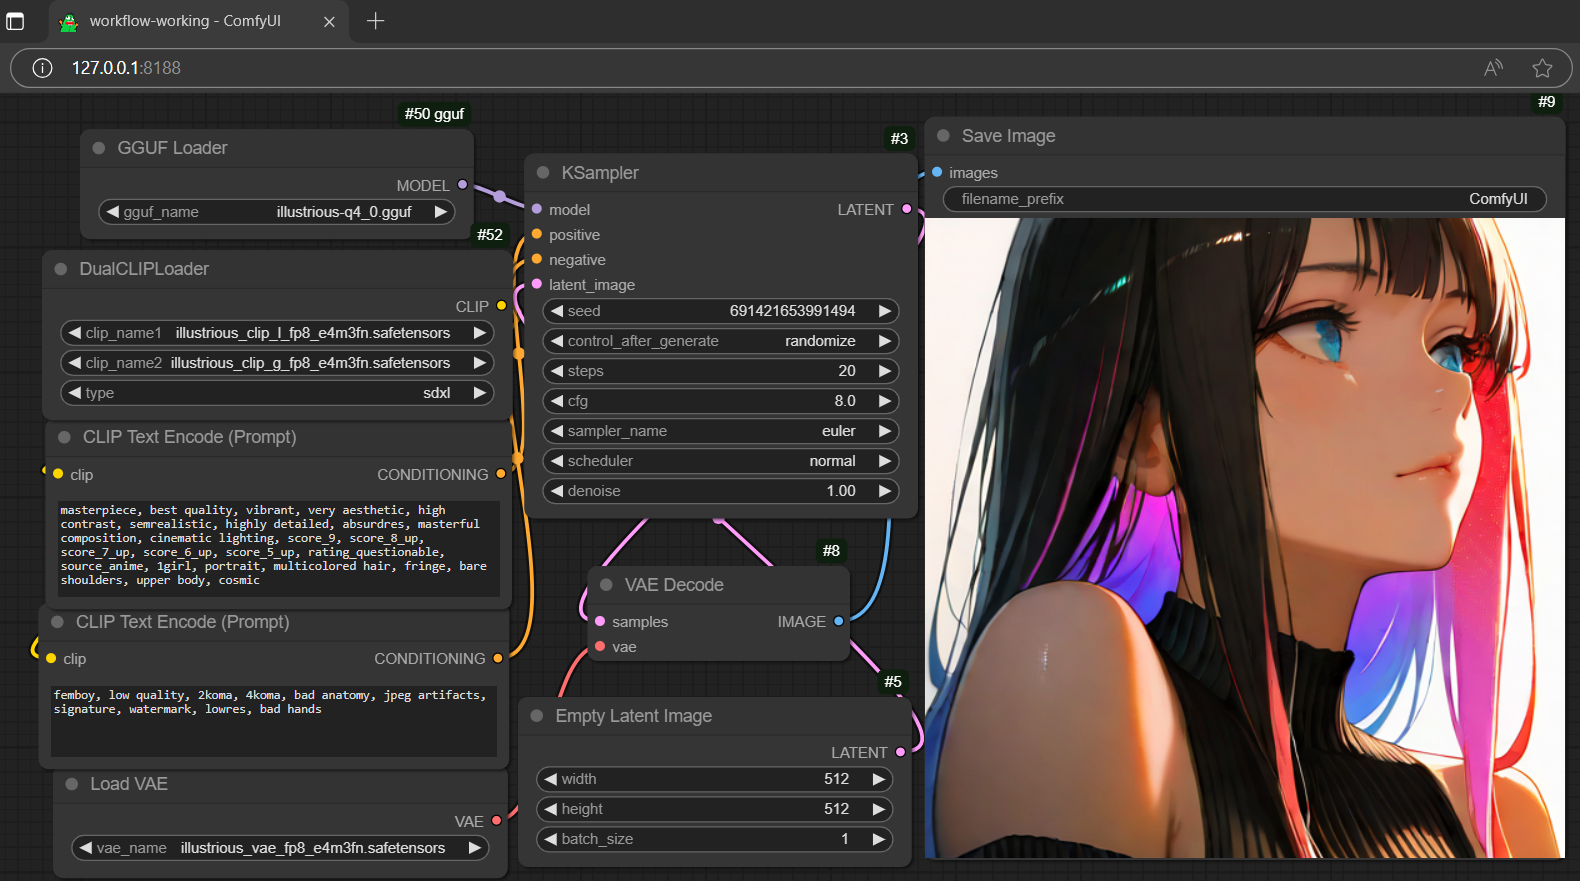 workflow-working - ComfyUI
127.0.0.1:8188
#50 gguf
GGUF Loader
MODEL
gguf_name illustrious-q4_0.gguf
#52
DualCLIPLoader
CLIP
clip_name1 illustrious_clip_l_fp8_e4m3fn.safetensors
clip_name2 illustrious_clip_g_fp8_e4m3fn.safetensors
type sdxl
CLIP Text Encode (Prompt)
clip CONDITIONING
masterpiece, best quality, vibrant, very aesthetic, high
contrast, semrealistic, highly detailed, absurdres, masterful
composition, cinematic lighting, score_9, score_8_up,
score_7_up, score_6_up, score_5_up, rating_questionable,
source_anime, 1girl, portrait, multicolored hair, fringe, bare
shoulders, upper body, cosmic
CLIP Text Encode (Prompt)
clip CONDITIONING
femboy, low quality, 2koma, 4koma, bad anatomy, jpeg artifacts,
signature, watermark, lowres, bad hands
Load VAE
VAE
vae_name illustrious_vae_fp8_e4m3fn.safetensors
#3
KSampler
model LATENT
positive
negative
latent_image
seed 691421653991494
control_after_generate randomize
steps 20
cfg 8.0
sampler_name euler
scheduler normal
denoise 1.00
#8
VAE Decode
samples IMAGE
vae
#5
Empty Latent Image
LATENT
width 512
height 512
batch_size 1
#9
Save Image
images
filename_prefix ComfyUI